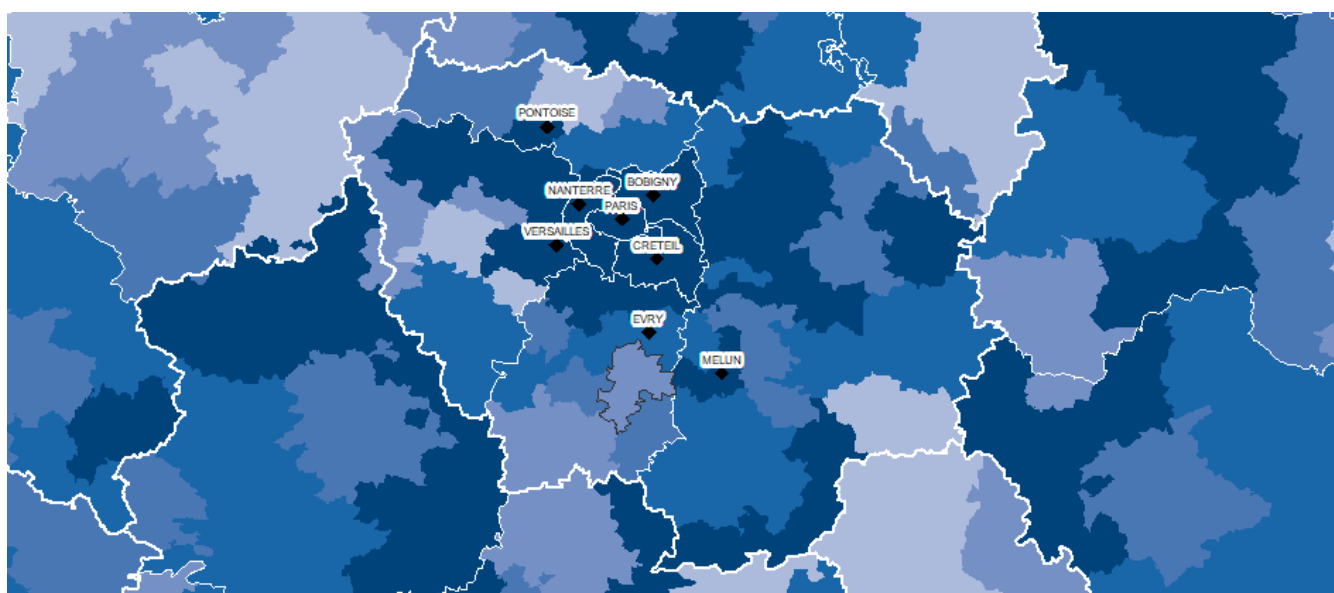 PONTOISE
BOBIGNY
NANTERRE
PARIS
VERSAILLES
CRETEIL
EVRY
MELUN